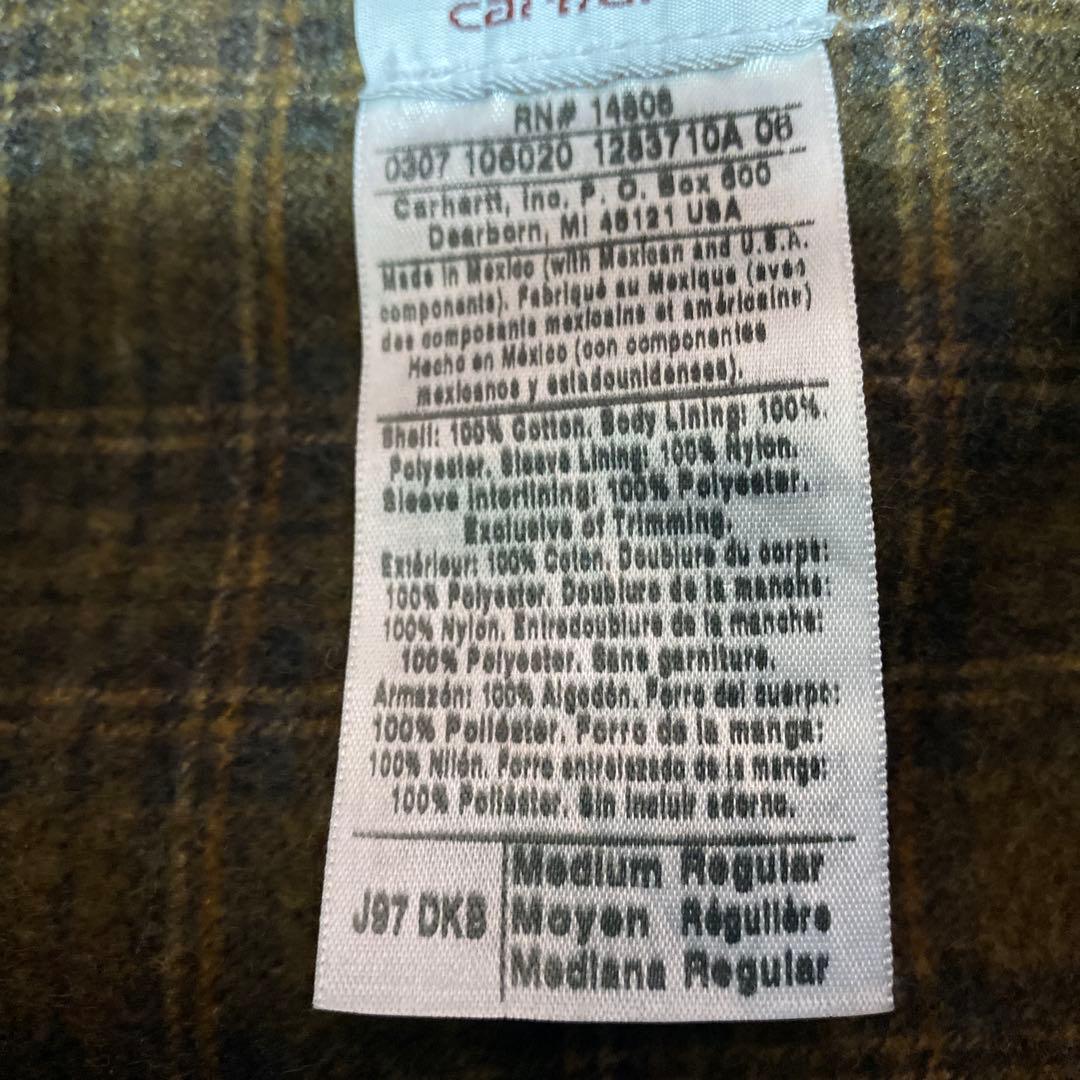 carhartt
RN# 14806
0307 106020 1283710A 06
Carhartt, Inc. P. O. Box 600
Dearborn, MI 48121 USA
Made in Mexico (with Mexican and U.S.A.
components). Fabriqué au Mexique (avec
des composants mexicains et américains)
Hecho en México (con componentes
mexicanos y estadounidenses).
Shell: 100% Cotton. Body Lining: 100%
Polyester. Sleeve Lining: 100% Nylon.
Sleeve Interlining: 100% Polyester.
Exclusive of Trimming.
Extérieur: 100% Coton. Doublure du corps:
100% Polyester. Doublure de la manche:
100% Nylon. Entredoublure de la manche:
100% Polyester. Sans garniture.
Armazón: 100% Algodón. Forro del cuerpo:
100% Poliéster. Forro de la manga:
100% Nilón. Forro entrelazado de la manga:
100% Poliéster. Sin incluir adorno.
J97 DKB
Medium Regular
Moyen Régulière
Mediana Regular